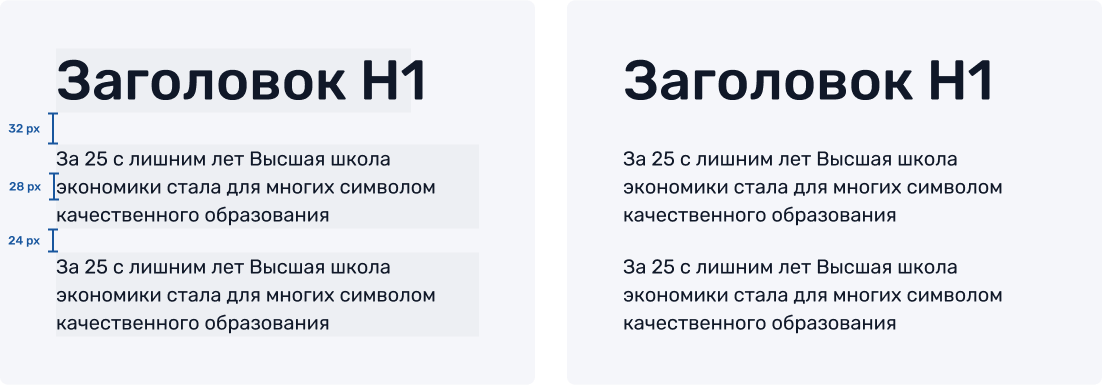 Заголовок H1
32 px
За 25 с лишним лет Высшая школа
28 px
экономики стала для многих символом
качественного образования
24 px
За 25 с лишним лет Высшая школа
экономики стала для многих символом
качественного образования
Заголовок H1
За 25 с лишним лет Высшая школа
экономики стала для многих символом
качественного образования
За 25 с лишним лет Высшая школа
экономики стала для многих символом
качественного образования